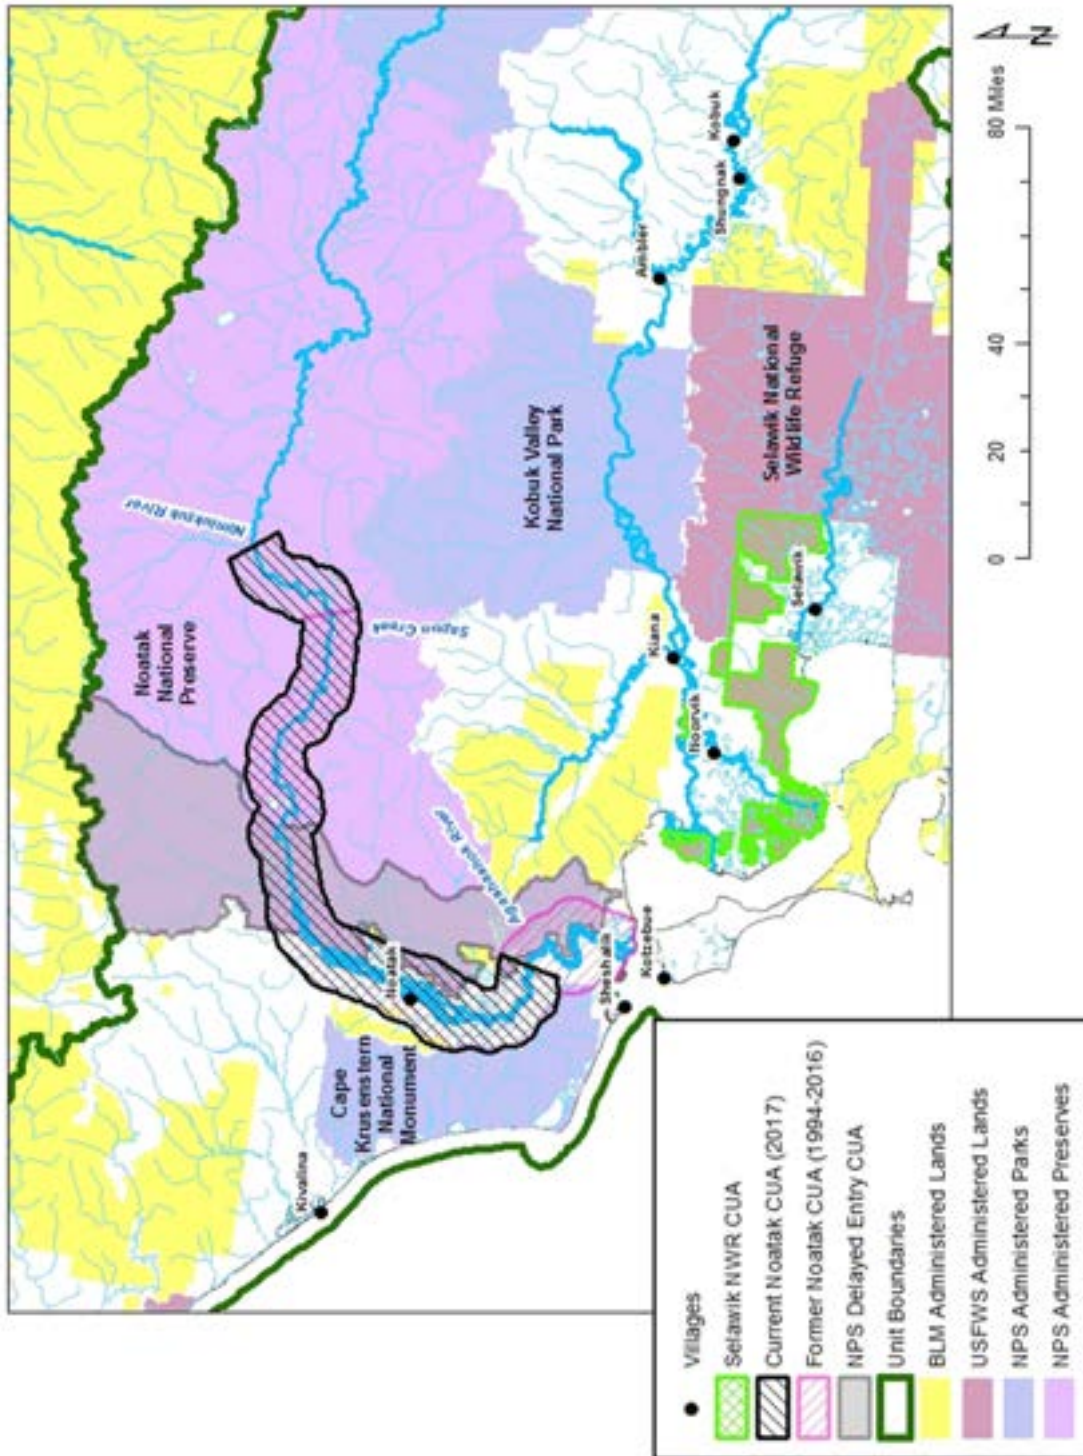 Kivalina
Cape
Krusenstern
National
Monument
Noatak
Noatak
National
Preserve
Nimiuktuk River
Sapun Creek
Agashashok River
Sheshalik
Kotzebue
Noorvik
Kiana
Selawik
Kobuk Valley
National Park
Selawik National
Wildlife Refuge
Ambler
Shungnak
Kobuk
0
20
40
80 Miles
N
Villages
Selawik NWR CUA
Current Noatak CUA (2017)
Former Noatak CUA (1994-2016)
NPS Delayed Entry CUA
Unit Boundaries
BLM Administered Lands
USFWS Administered Lands
NPS Administered Parks
NPS Administered Preserves